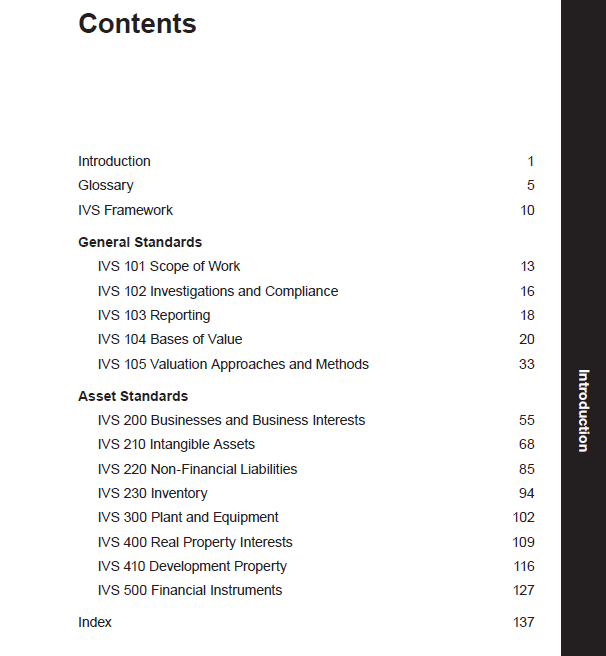 Contents
Introduction 1
Glossary 5
IVS Framework 10
General Standards
IVS 101 Scope of Work 13
IVS 102 Investigations and Compliance 16
IVS 103 Reporting 18
IVS 104 Bases of Value 20
IVS 105 Valuation Approaches and Methods 33
Asset Standards
IVS 200 Businesses and Business Interests 55
IVS 210 Intangible Assets 68
IVS 220 Non-Financial Liabilities 85
IVS 230 Inventory 94
IVS 300 Plant and Equipment 102
IVS 400 Real Property Interests 109
IVS 410 Development Property 116
IVS 500 Financial Instruments 127
Index 137
Introduction